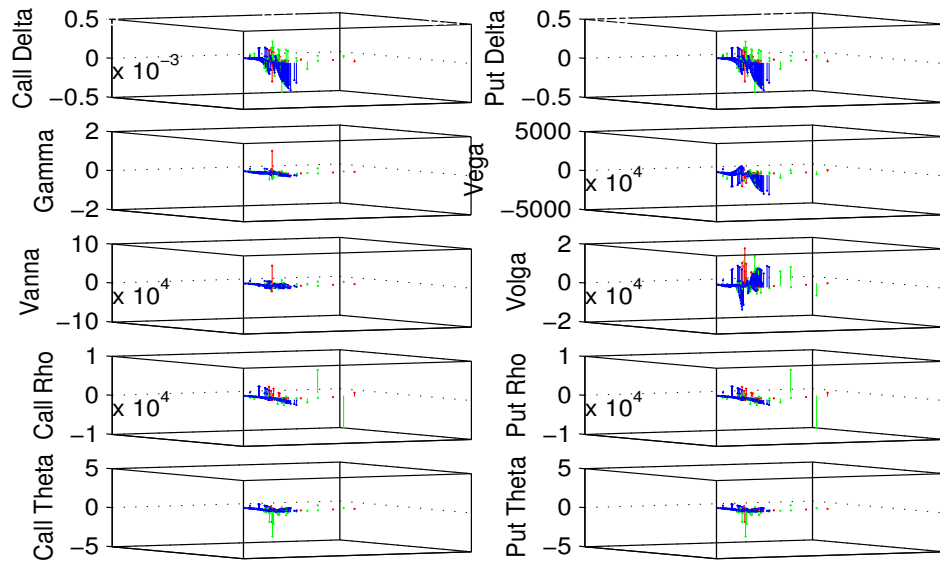 0.5
0
−0.5
Call Delta
x 10−3
0.5
0
−0.5
Put Delta
2
0
−2
Gamma
5000
0
−5000
Vega
x 10^4
10
0
−10
Vanna
x 10^4
2
0
−2
Volga
x 10^4
1
0
−1
Call Rho
x 10^4
1
0
−1
Put Rho
x 10^4
5
0
−5
Call Theta
5
0
−5
Put Theta